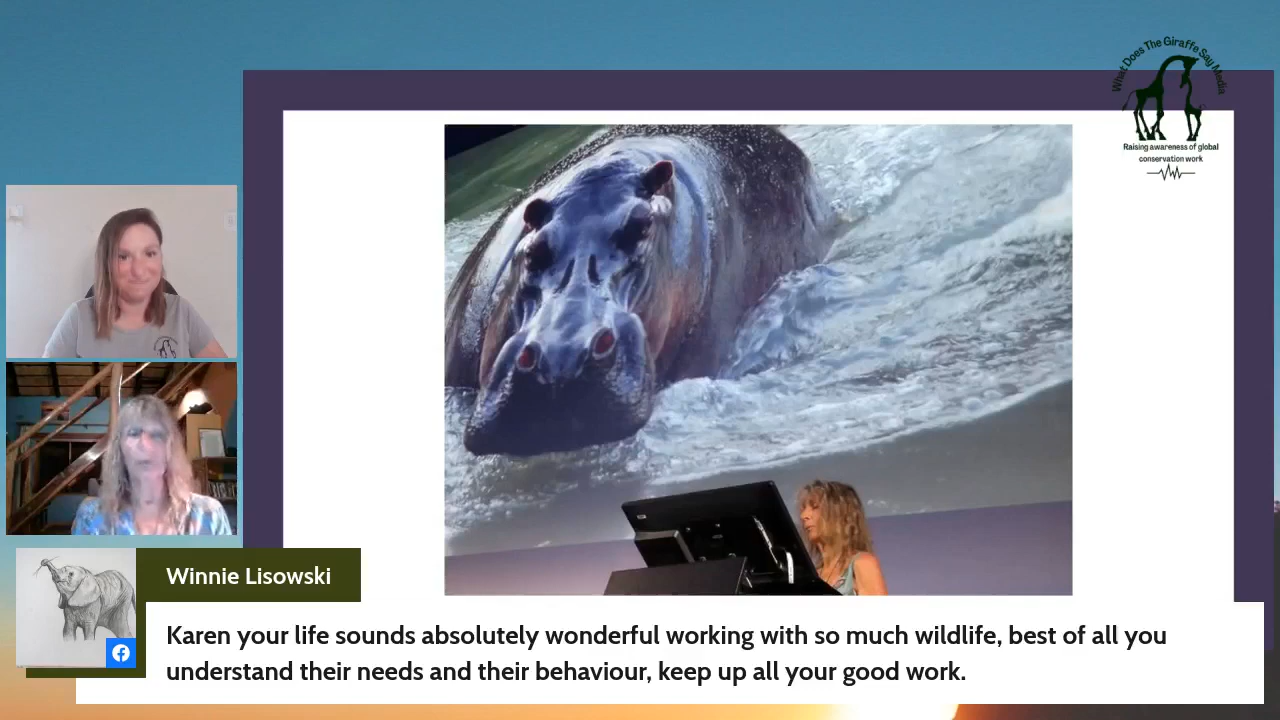 What Does The Giraffe Say Media
Raising awareness of global
conservation work
Winnie Lisowski
Karen your life sounds absolutely wonderful working with so much wildlife, best of all you
understand their needs and their behaviour, keep up all your good work.